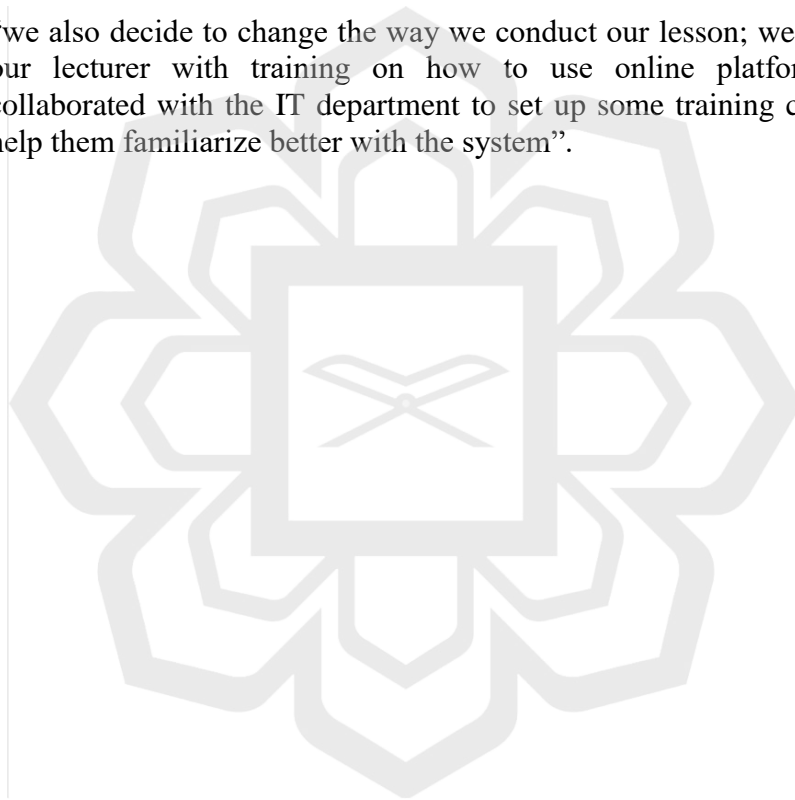 “we also decide to change the way we conduct our lesson; we
our lecturer with training on how to use online
collaborated with the IT department to set up some training
help them familiarize better with the system”.